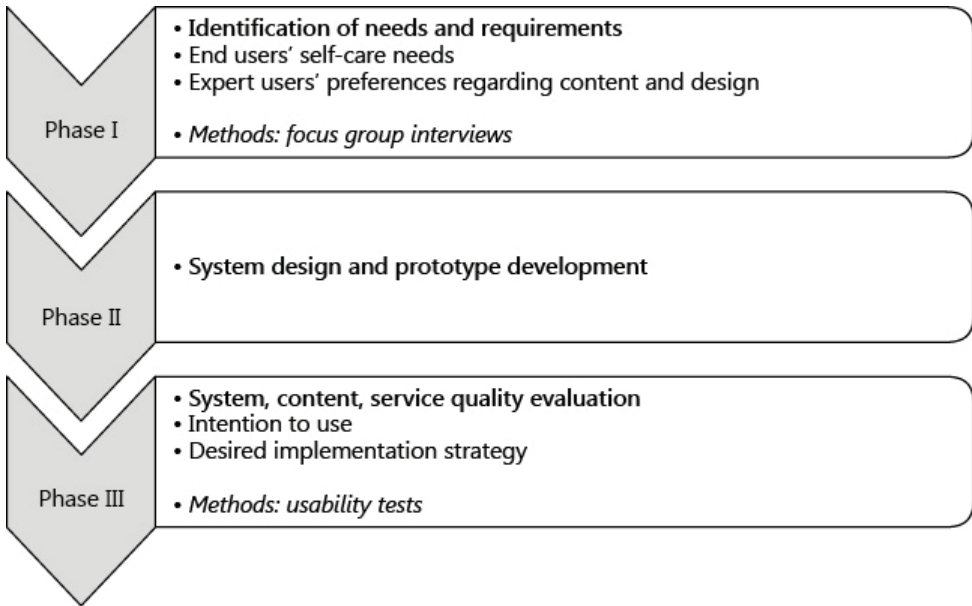 Phase I
• Identification of needs and requirements
• End users’ self-care needs
• Expert users’ preferences regarding content and design
• Methods: focus group interviews
Phase II
• System design and prototype development
Phase III
• System, content, service quality evaluation
• Intention to use
• Desired implementation strategy
• Methods: usability tests